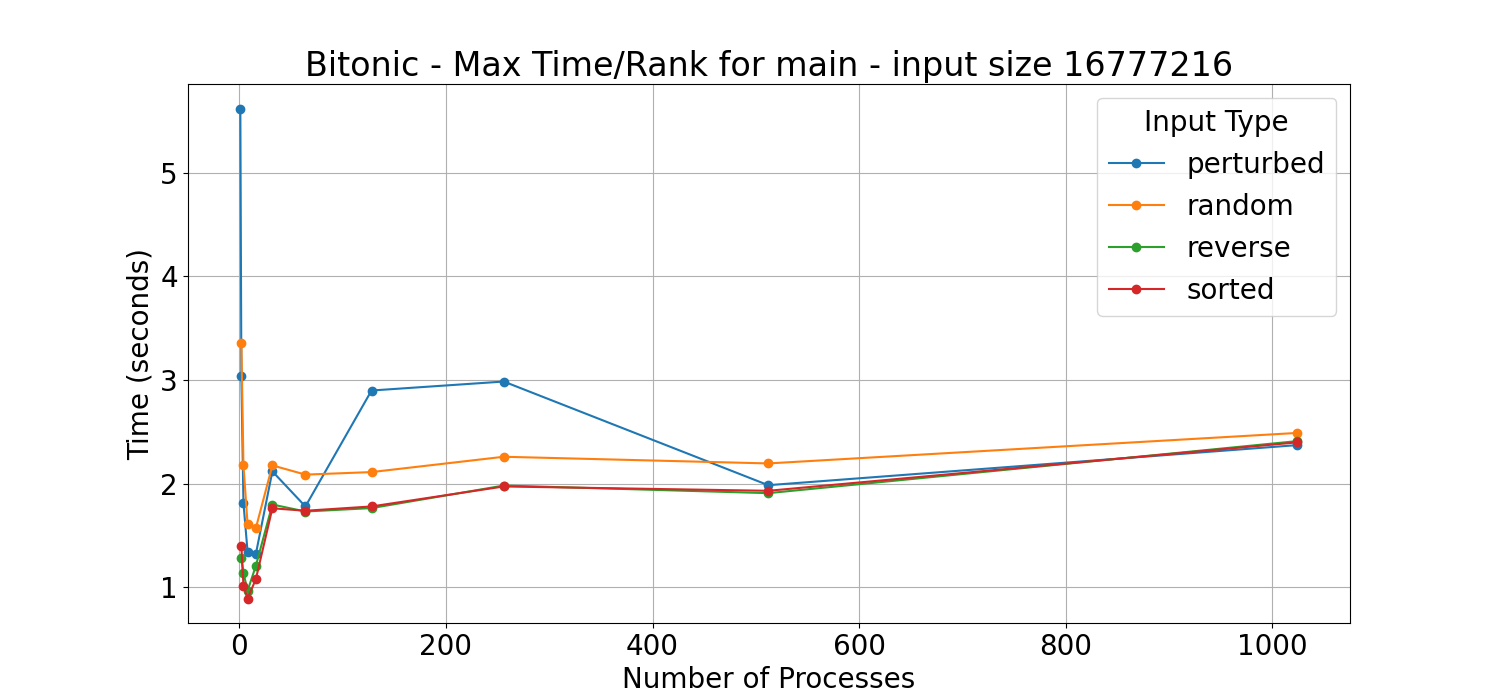 Bitonic - Max Time/Rank for main - input size 16777216
Input Type
perturbed
random
reverse
sorted
5
4
3
2
1
Time (seconds)
0 200 400 600 800 1000
Number of Processes